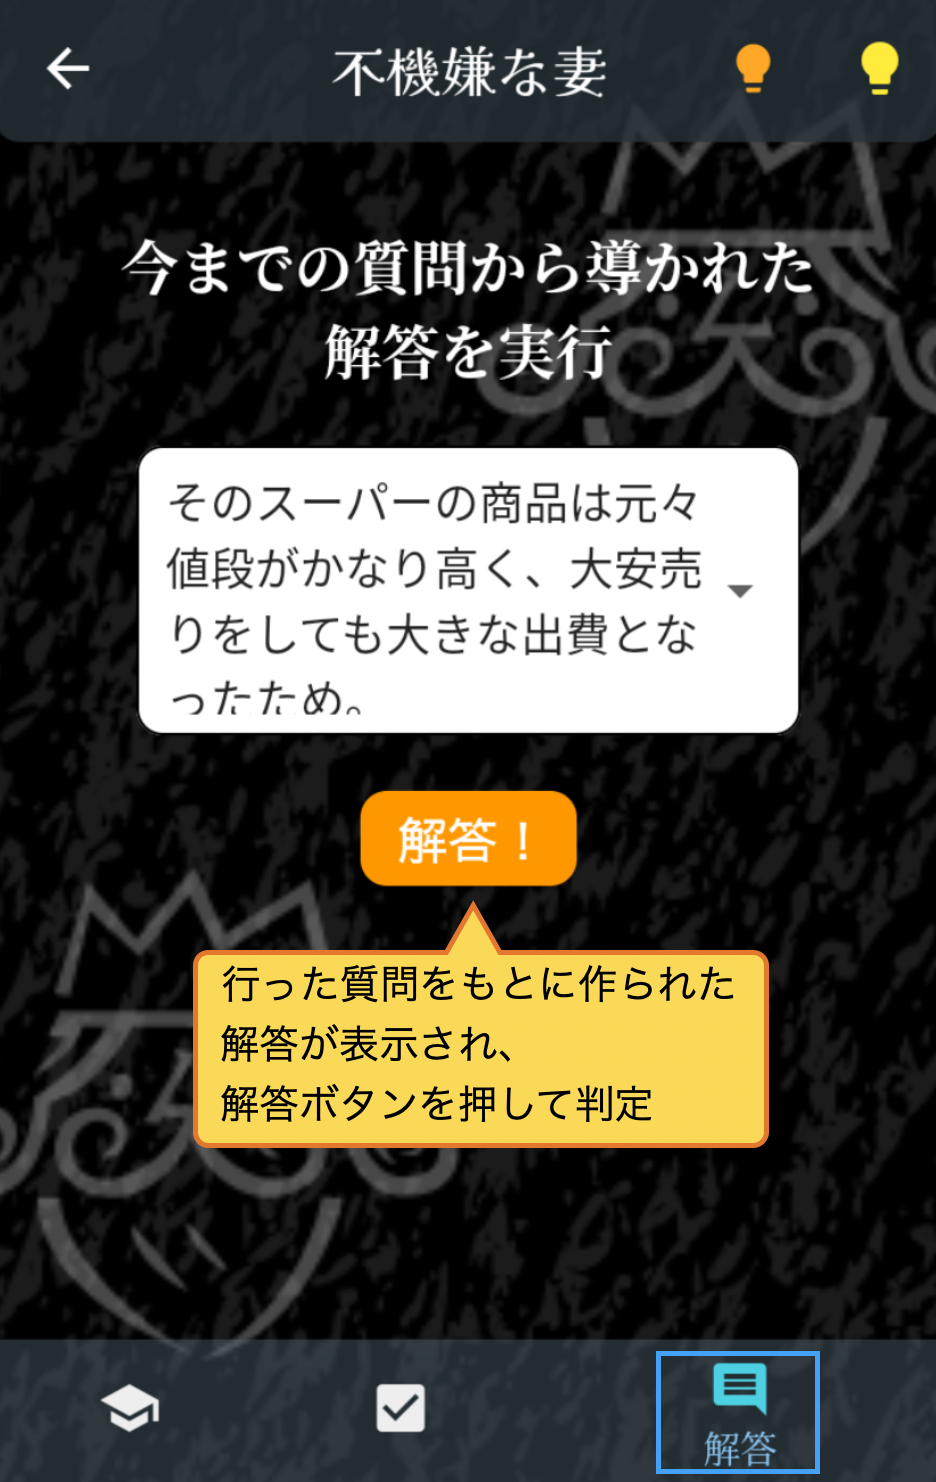 不機嫌な妻
今までの質問から導かれた
解答を実行
そのスーパーの商品は元々
値段がかなり高く、大安売
りをしても大きな出費とな
ったため。
解答！
行った質問をもとに作られた
解答が表示され、
解答ボタンを押して判定
解答